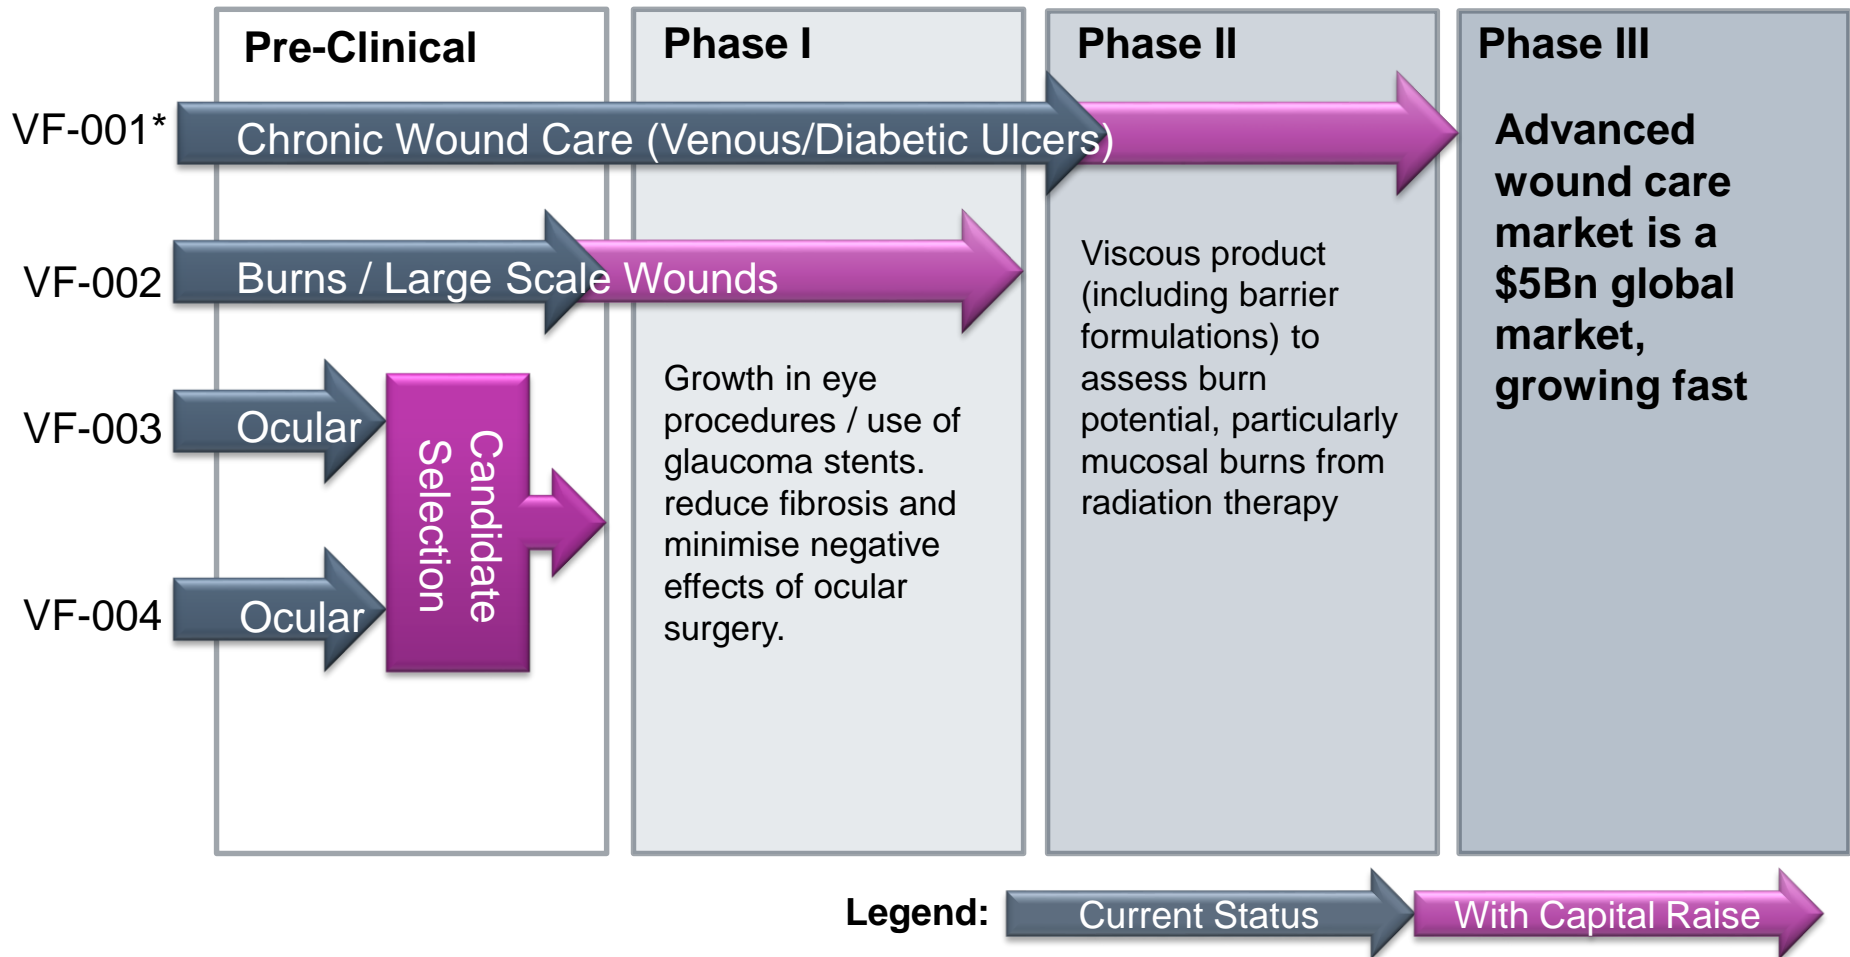 Pre-Clinical
Phase I
Phase II
Phase III
VF-001*
Chronic Wound Care (Venous/Diabetic Ulcers)
VF-002
Burns / Large Scale Wounds
VF-003
Ocular
VF-004
Ocular
Candidate
Selection
Growth in eye
procedures / use of
glaucoma stents.
reduce fibrosis and
minimise negative
effects of ocular
surgery.
Viscous product
(including barrier
formulations) to
assess burn
potential, particularly
mucosal burns from
radiation therapy
Advanced
wound care
market is a
$5Bn global
market,
growing fast
Legend:
Current Status
With Capital Raise